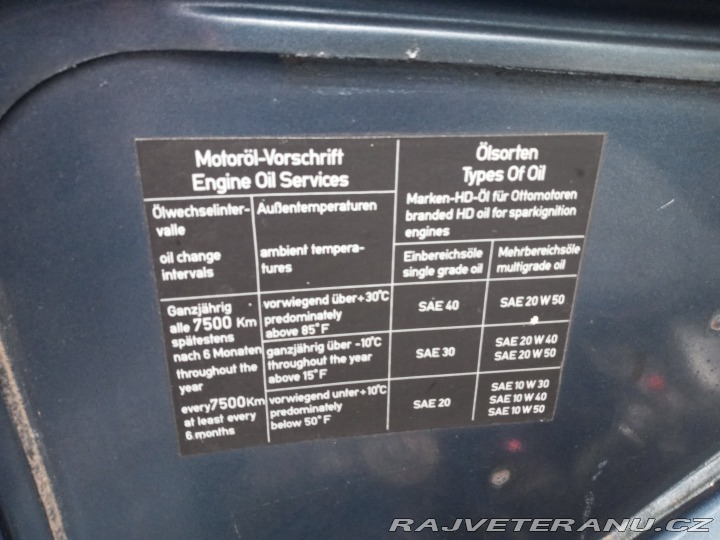 Motoröl-Vorschrift
Engine Oil Services
Ölsorten
Types Of Oil
Marken-HD-Öl für Ottomotoren
branded HD oil for sparkignition
engines
Ölwechselinter-
valle
oil change
intervals
Außentemperaturen
ambient tempera-
tures
Einbereichsöle
single grade oil
Mehrbereichsöle
multigrade oil
Ganzjährig
alle 7500 Km
spätestens
nach 6 Monaten
throughout the
year
every 7500Km
at least every
6 months
vorwiegend über +30°C
predominately
above 85°F
SAE 40
SAE 20 W 50
ganzjährig über -10°C
throughout the year
above 15°F
SAE 30
SAE 20 W 40
SAE 20 W 50
vorwiegend unter +10°C
predominately
below 50°F
SAE 20
SAE 10 W 30
SAE 10 W 40
SAE 10 W 50
RAJVETERANU.CZ